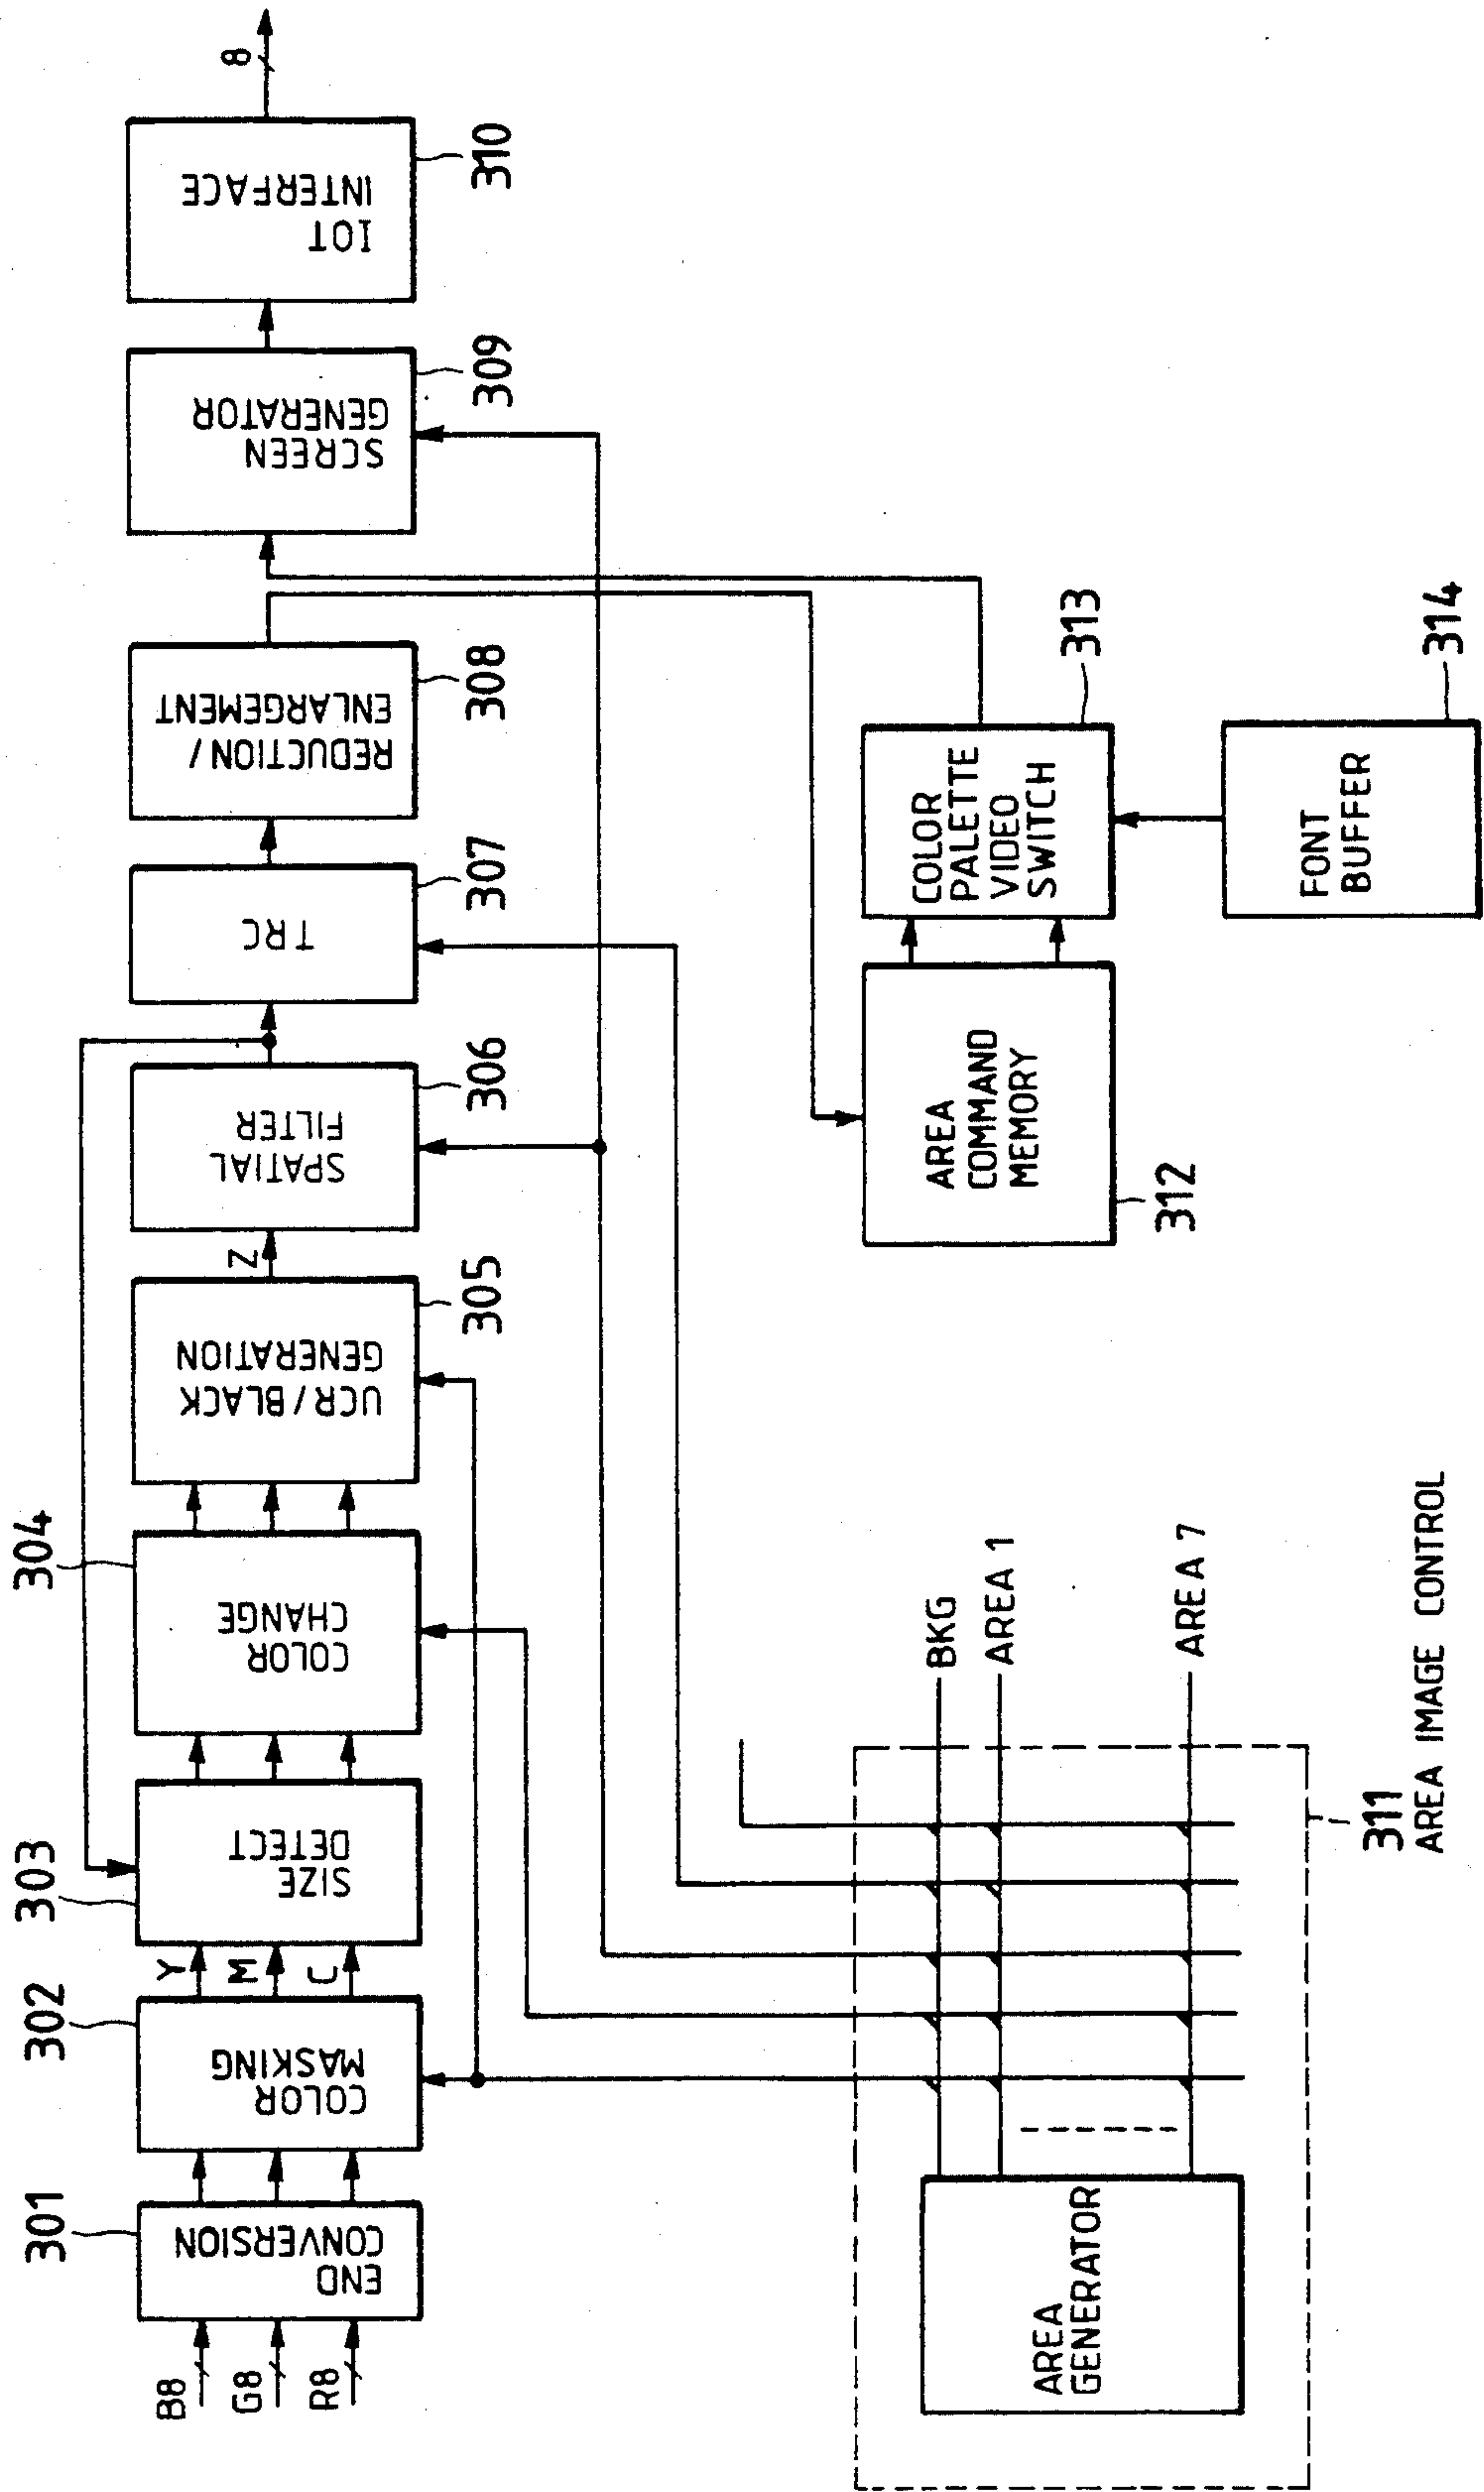 B8
G8
R8
301
END
CONVERSION
302
COLOR
MASKING
Y
M
C
303
SIZE
DETECT
304
COLOR
CHANGE
305
UCR/BLACK
GENERATION
Z
306
SPATIAL
FILTER
307
TRC
308
REDUCTION/
ENLARGEMENT
309
SCREEN
GENERATOR
310
IOT
INTERFACE
8
AREA
GENERATOR
BKG
AREA 1
AREA 7
311
AREA IMAGE CONTROL
312
AREA
COMMAND
MEMORY
313
COLOR
PALETTE
VIDEO
SWITCH
314
FONT
BUFFER